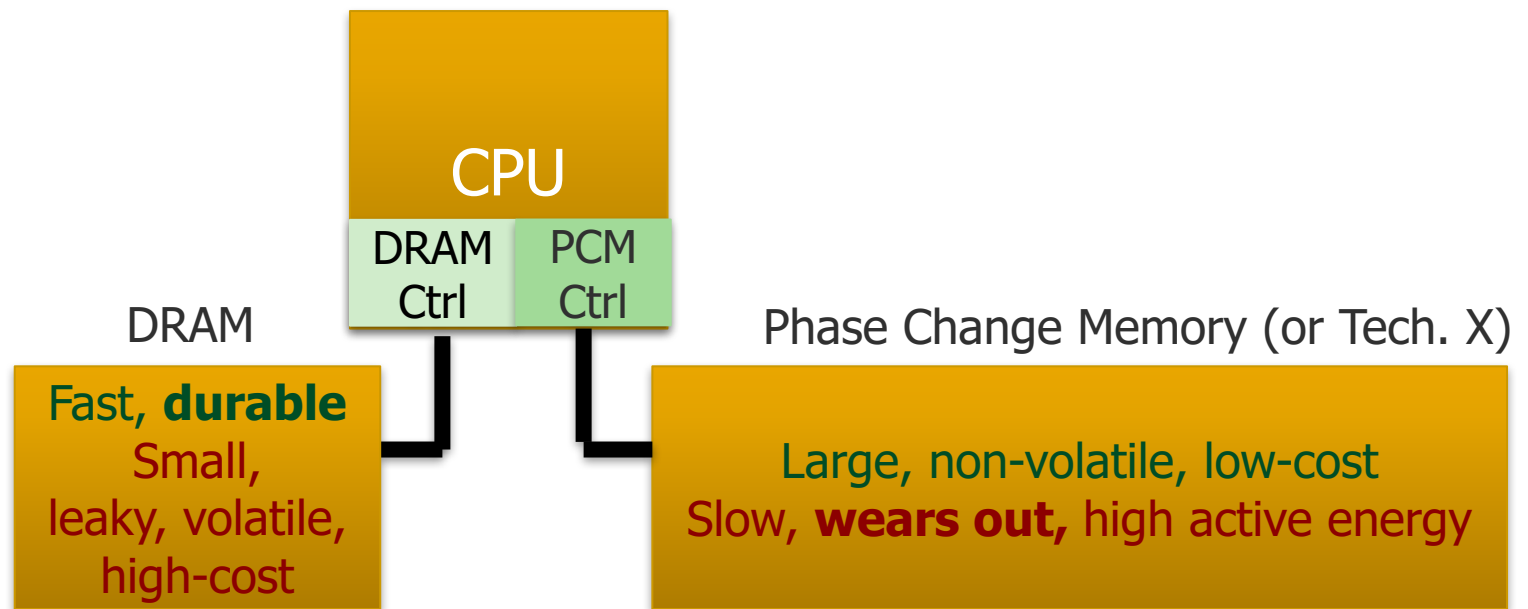 CPU
DRAM
Ctrl
PCM
Ctrl
DRAM
Fast, durable
Small,
leaky, volatile,
high-cost
Phase Change Memory (or Tech. X)
Large, non-volatile, low-cost
Slow, wears out, high active energy